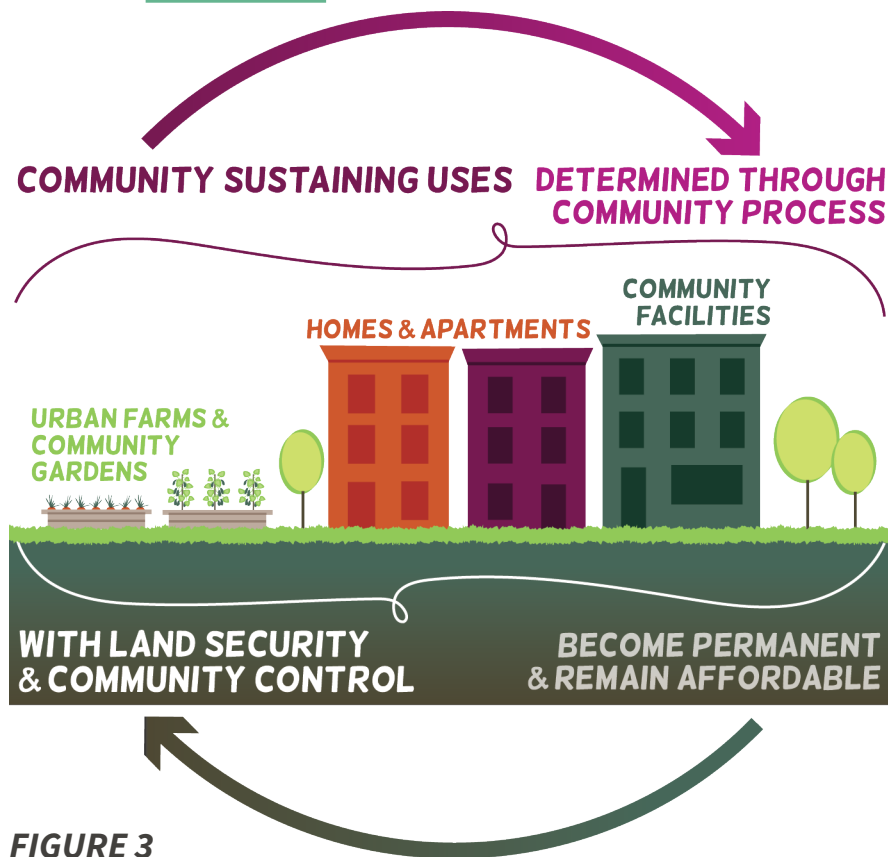 COMMUNITY SUSTAINING USES
DETERMINED THROUGH
COMMUNITY PROCESS
COMMUNITY
FACILITIES
HOMES & APARTMENTS
URBAN FARMS &
COMMUNITY
GARDENS
WITH LAND SECURITY
& COMMUNITY CONTROL
BECOME PERMANENT
& REMAIN AFFORDABLE
FIGURE 3